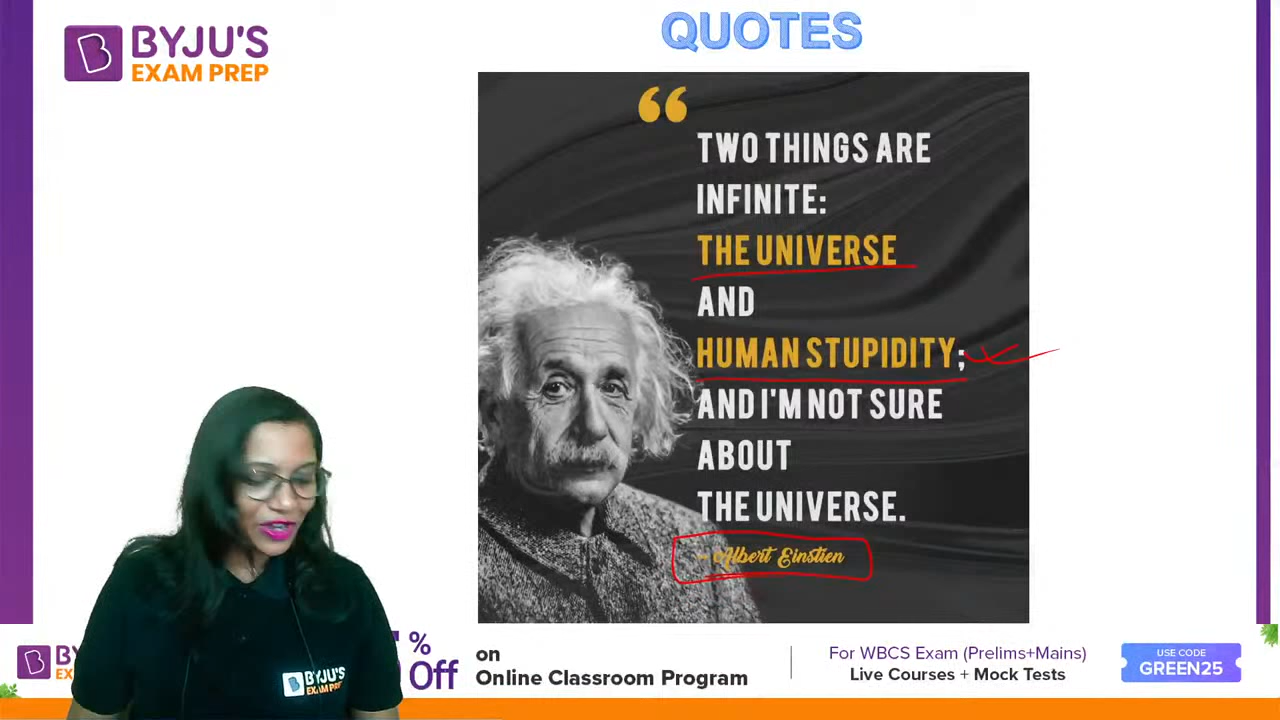 BYJU'S
EXAM PREP
QUOTES
“
TWO THINGS ARE
INFINITE:
THE UNIVERSE
AND
HUMAN STUPIDITY;
AND I'M NOT SURE
ABOUT
THE UNIVERSE.
- Albert Einstien
BYJU'S
EXAM PREP
BY
EX
%
Off
on
Online Classroom Program
For WBCS Exam (Prelims+Mains)
Live Courses + Mock Tests
USE CODE
GREEN25